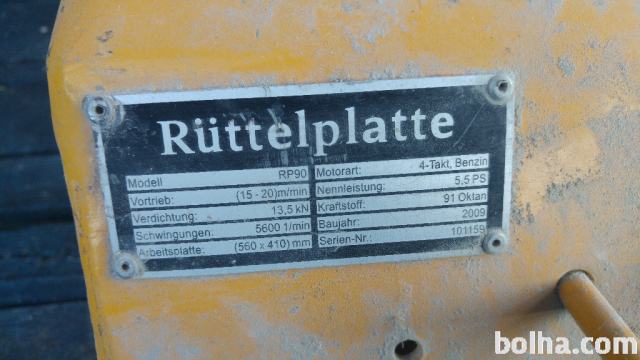 Rüttelplatte
Modell RP90 Motorart: 4-Takt, Benzin
Vortrieb: (15 - 20)m/min Nennleistung: 5,5 PS
Verdichtung: 13,5 kN Kraftstoff: 91 Oktan
Schwingungen: 5600 1/min Baujahr: 2009
Arbeitsplatte: (560 x 410) mm Serien-Nr.: 101159
bolha.com